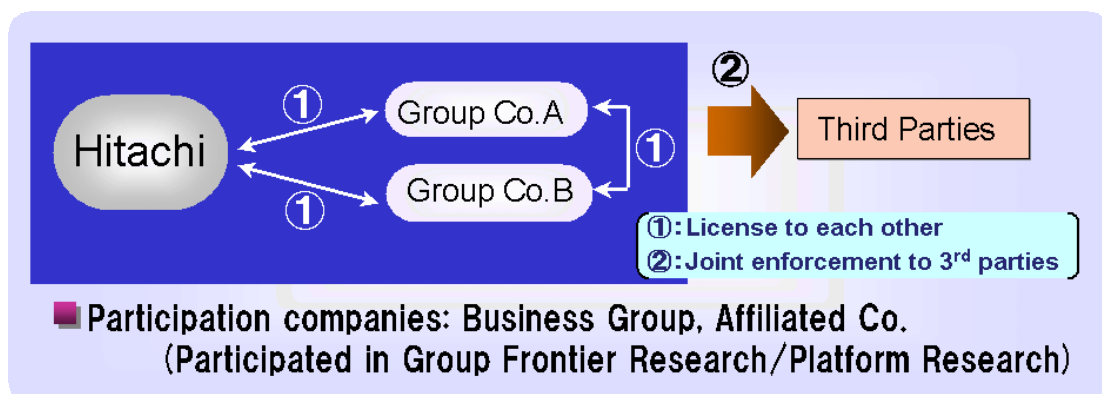 ②
① Group Co.A
Hitachi
①
Third Parties
① Group Co.B
①:License to each other
②:Joint enforcement to 3rd parties
Participation companies: Business Group, Affiliated Co.
(Participated in Group Frontier Research/Platform Research)